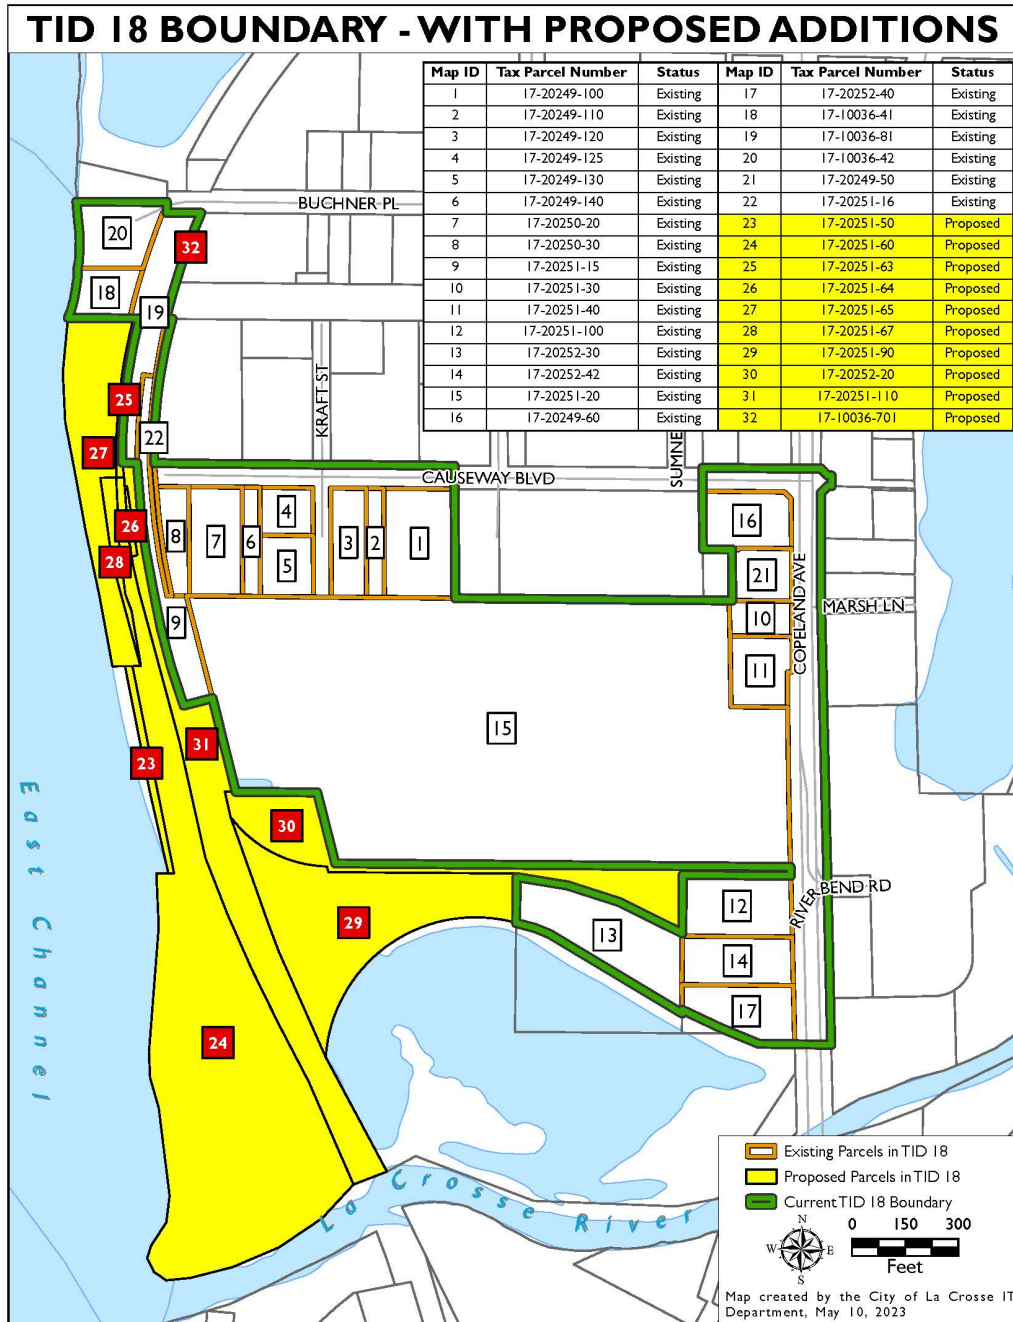 TID 18 BOUNDARY - WITH PROPOSED ADDITIONS
Map ID Tax Parcel Number Status Map ID Tax Parcel Number Status
1 17-20249-100 Existing 17 17-20252-40 Existing
2 17-20249-110 Existing 18 17-10036-41 Existing
3 17-20249-120 Existing 19 17-10036-81 Existing
4 17-20249-125 Existing 20 17-10036-42 Existing
5 17-20249-130 Existing 21 17-20249-50 Existing
6 17-20249-140 Existing 22 17-20251-16 Existing
7 17-20250-20 Existing 23 17-20251-50 Proposed
8 17-20250-30 Existing 24 17-20251-60 Proposed
9 17-20251-15 Existing 25 17-20251-63 Proposed
10 17-20251-30 Existing 26 17-20251-64 Proposed
11 17-20251-40 Existing 27 17-20251-65 Proposed
12 17-20251-100 Existing 28 17-20251-67 Proposed
13 17-20252-30 Existing 29 17-20251-90 Proposed
14 17-20252-42 Existing 30 17-20252-20 Proposed
15 17-20251-20 Existing 31 17-20251-110 Proposed
16 17-20249-60 Existing 32 17-10036-701 Proposed
BUCHNER PL
20
32
18
19
KRAFT ST
25
22
27
SUMNE
CAUSEWAY BLVD
26
28
8
7
6
4
5
3
2
1
16
21
COPELAND AVE
MARSH LN
10
11
9
15
31
23
30
RIVER BEND RD
12
29
13
14
17
24
East Channel
La Crosse River
Existing Parcels in TID 18
Proposed Parcels in TID 18
Current TID 18 Boundary
N
W E
S
0 150 300
Feet
Map created by the City of La Crosse IT
Department, May 10, 2023